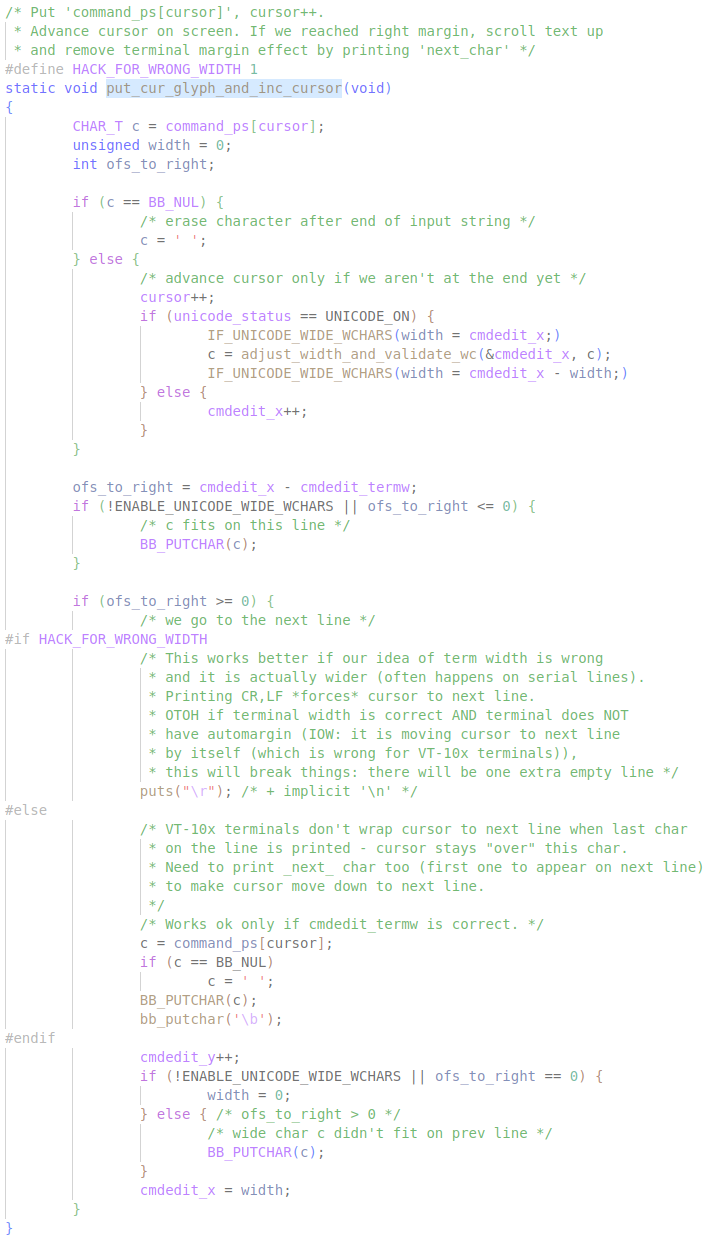 /* Put 'command_ps[cursor]', cursor++.
 * Advance cursor on screen. If we reached right margin, scroll text up
 * and remove terminal margin effect by printing 'next_char' */
#define HACK_FOR_WRONG_WIDTH 1
static void put_cur_glyph_and_inc_cursor(void)
{
        CHAR_T c = command_ps[cursor];
        unsigned width = 0;
        int ofs_to_right;

        if (c == BB_NUL) {
                /* erase character after end of input string */
                c = ' ';
        } else {
                /* advance cursor only if we aren't at the end yet */
                cursor++;
                if (unicode_status == UNICODE_ON) {
                        IF_UNICODE_WIDE_WCHARS(width = cmdedit_x;)
                        c = adjust_width_and_validate_wc(&cmdedit_x, c);
                        IF_UNICODE_WIDE_WCHARS(width = cmdedit_x - width;)
                } else {
                        cmdedit_x++;
                }
        }

        ofs_to_right = cmdedit_x - cmdedit_termw;
        if (!ENABLE_UNICODE_WIDE_WCHARS || ofs_to_right <= 0) {
                /* c fits on this line */
                BB_PUTCHAR(c);
        }

        if (ofs_to_right >= 0) {
                /* we go to the next line */
#if HACK_FOR_WRONG_WIDTH
                /* This works better if our idea of term width is wrong
                 * and it is actually wider (often happens on serial lines).
                 * Printing CR,LF *forces* cursor to next line.
                 * OTOH if terminal width is correct AND terminal does NOT
                 * have automargin (IOW: it is moving cursor to next line
                 * by itself (which is wrong for VT-10x terminals)),
                 * this will break things: there will be one extra empty line */
                puts("\r"); /* + implicit '\n' */
#else
                /* VT-10x terminals don't wrap cursor to next line when last char
                 * on the line is printed - cursor stays "over" this char.
                 * Need to print _next_ char too (first one to appear on next line)
                 * to make cursor move down to next line.
                 */
                /* Works ok only if cmdedit_termw is correct. */
                c = command_ps[cursor];
                if (c == BB_NUL)
                        c = ' ';
                BB_PUTCHAR(c);
                bb_putchar('\b');
#endif
                cmdedit_y++;
                if (!ENABLE_UNICODE_WIDE_WCHARS || ofs_to_right == 0) {
                        width = 0;
                } else { /* ofs_to_right > 0 */
                        /* wide char c didn't fit on prev line */
                        BB_PUTCHAR(c);
                }
                cmdedit_x = width;
        }
}